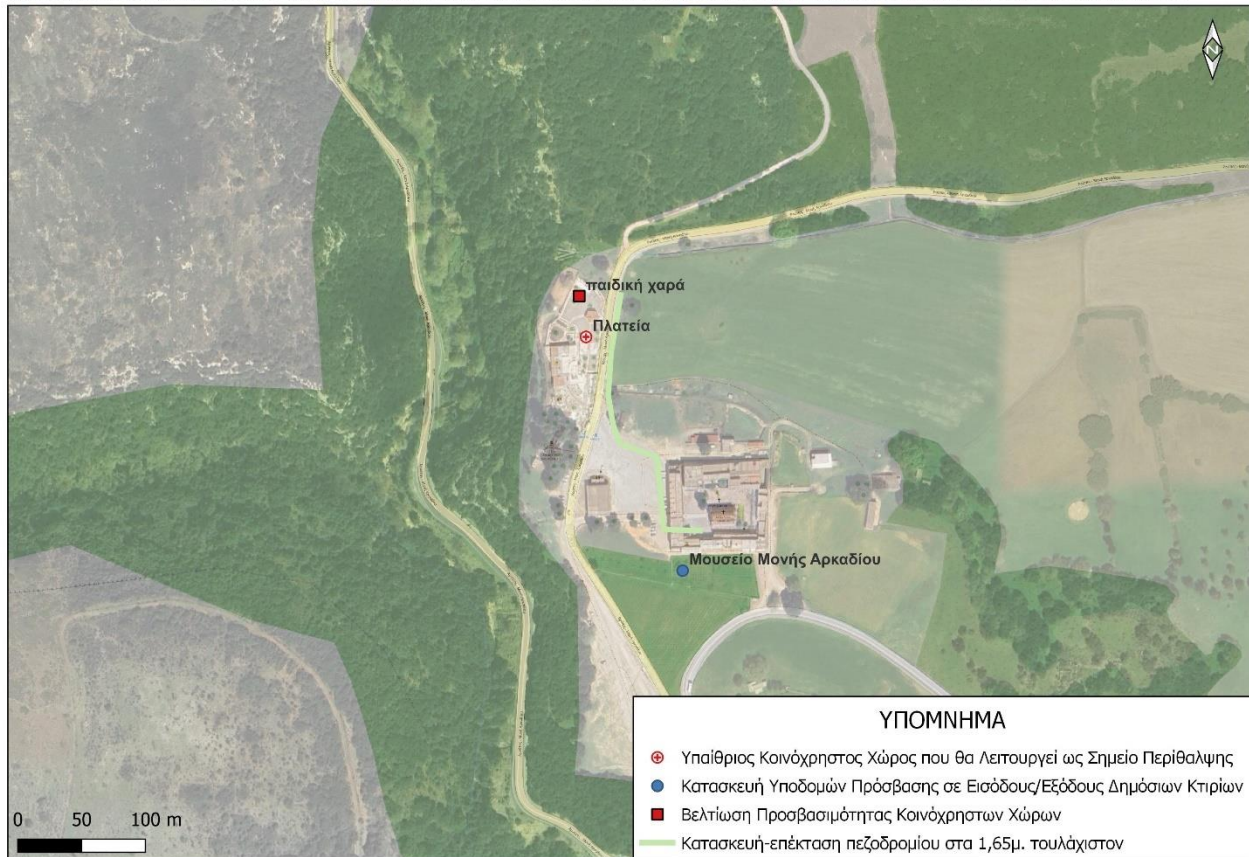 N
παιδική χαρά
Πλατεία
Μουσείο Μονής Αρκαδίου
ΥΠΟΜΝΗΜΑ
Υπαίθριος Κοινόχρηστος Χώρος που θα Λειτουργεί ως Σημείο Περίθαλψης
Κατασκευή Υποδομών Πρόσβασης σε Εισόδους/Εξόδους Δημόσιων Κτιρίων
Βελτίωση Προσβασιμότητας Κοινόχρηστων Χώρων
Κατασκευή-επέκταση πεζοδρομίου στα 1,65μ. τουλάχιστον
0 50 100 m